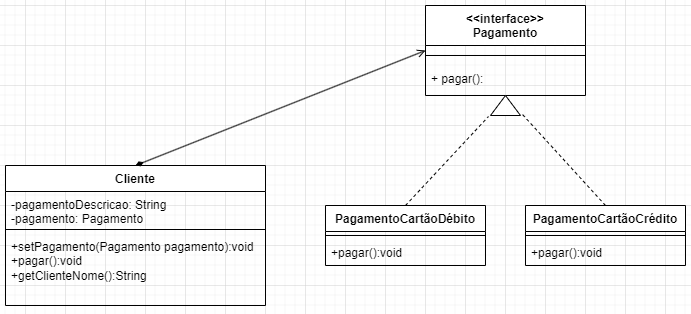 <<interface>>
Pagamento
+ pagar():
Cliente
-pagamentoDescricao: String
-pagamento: Pagamento
+setPagamento(Pagamento pagamento):void
+pagar():void
+getClienteNome():String
PagamentoCartãoDébito
+pagar():void
PagamentoCartãoCrédito
+pagar():void